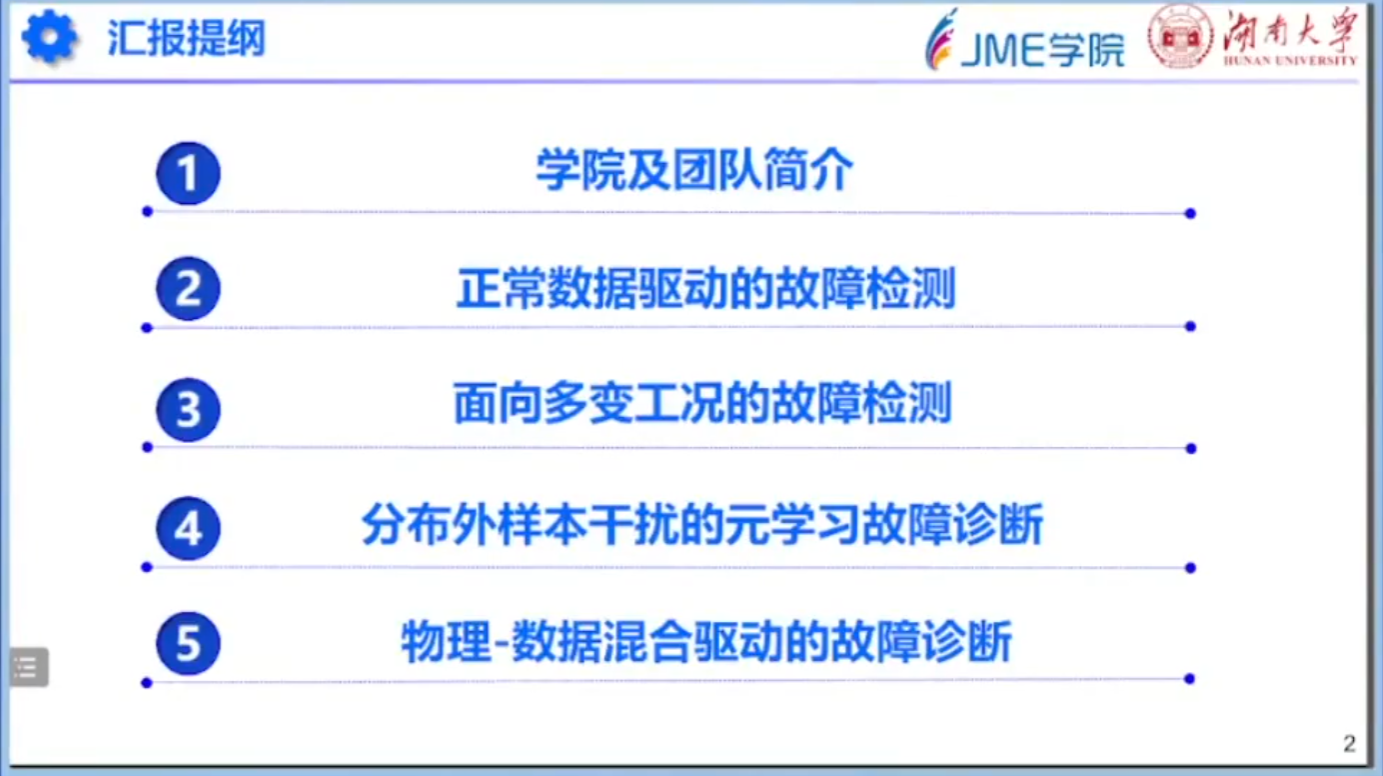 汇报提纲
JME学院
湖南大学
HUNAN UNIVERSITY
1
学院及团队简介
2
正常数据驱动的故障检测
3
面向多变工况的故障检测
4
分布外样本干扰的元学习故障诊断
5
物理-数据混合驱动的故障诊断
2